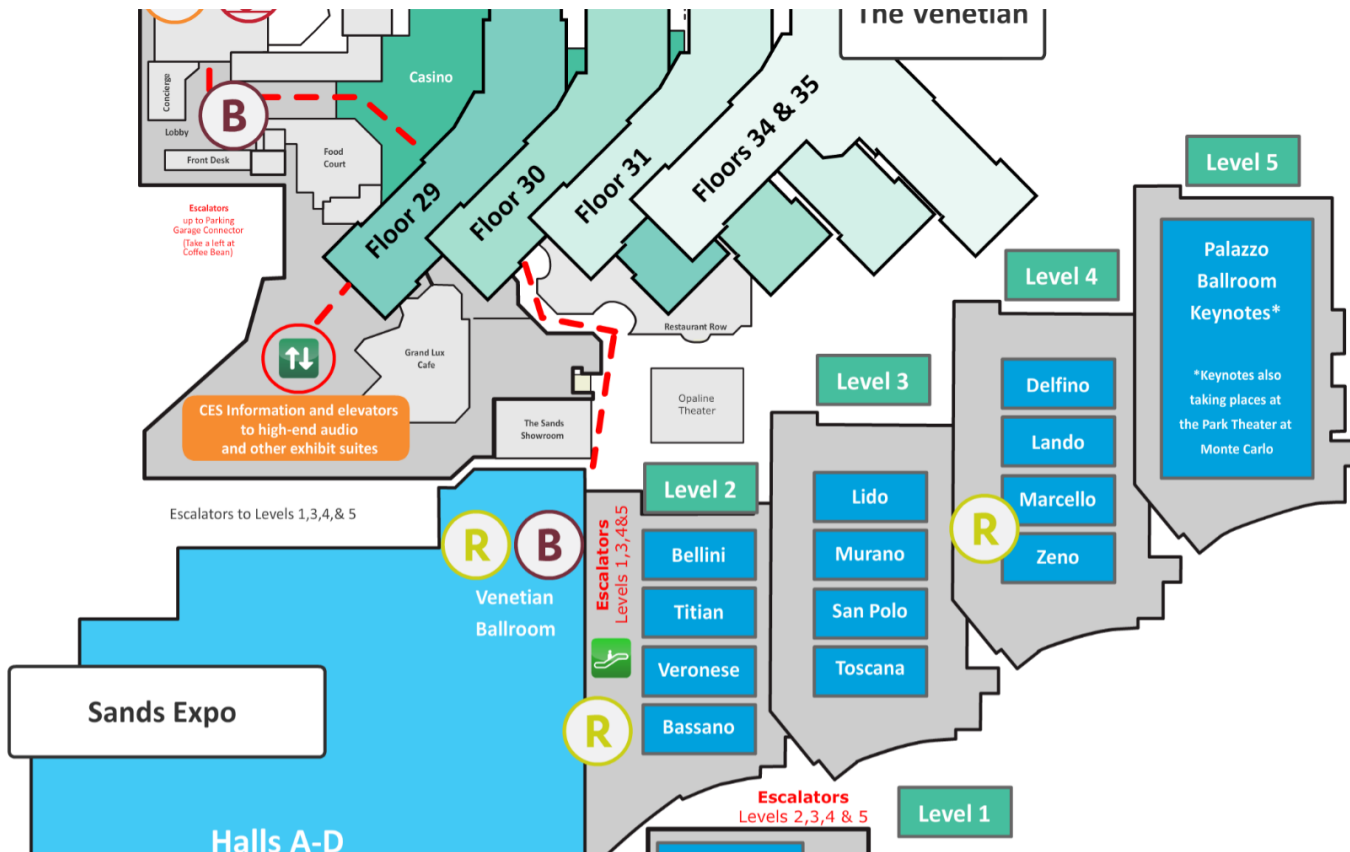 The Venetian
Casino
Concierge
B
Lobby
Front Desk
Food
Court
Floor 29
Floor 30
Floor 31
Floors 34 & 35
Escalators
up to Parking
Garage Connector
(Take a left at
Coffee Bean)
Restaurant Row
Grand Lux
Cafe
CES Information and elevators
to high-end audio
and other exhibit suites
The Sands
Showroom
Opaline
Theater
Escalators to Levels 1,3,4,& 5
R
B
Venetian
Ballroom
Escalators
Levels 1,3,4&5
Sands Expo
Halls A-D
Level 2
Bellini
Titian
Veronese
Bassano
R
Level 3
Lido
Murano
San Polo
Toscana
Level 4
Delfino
Lando
Marcello
R
Zeno
Level 5
Palazzo
Ballroom
Keynotes*
*Keynotes also
taking places at
the Park Theater at
Monte Carlo
Escalators
Levels 2,3,4 & 5
Level 1